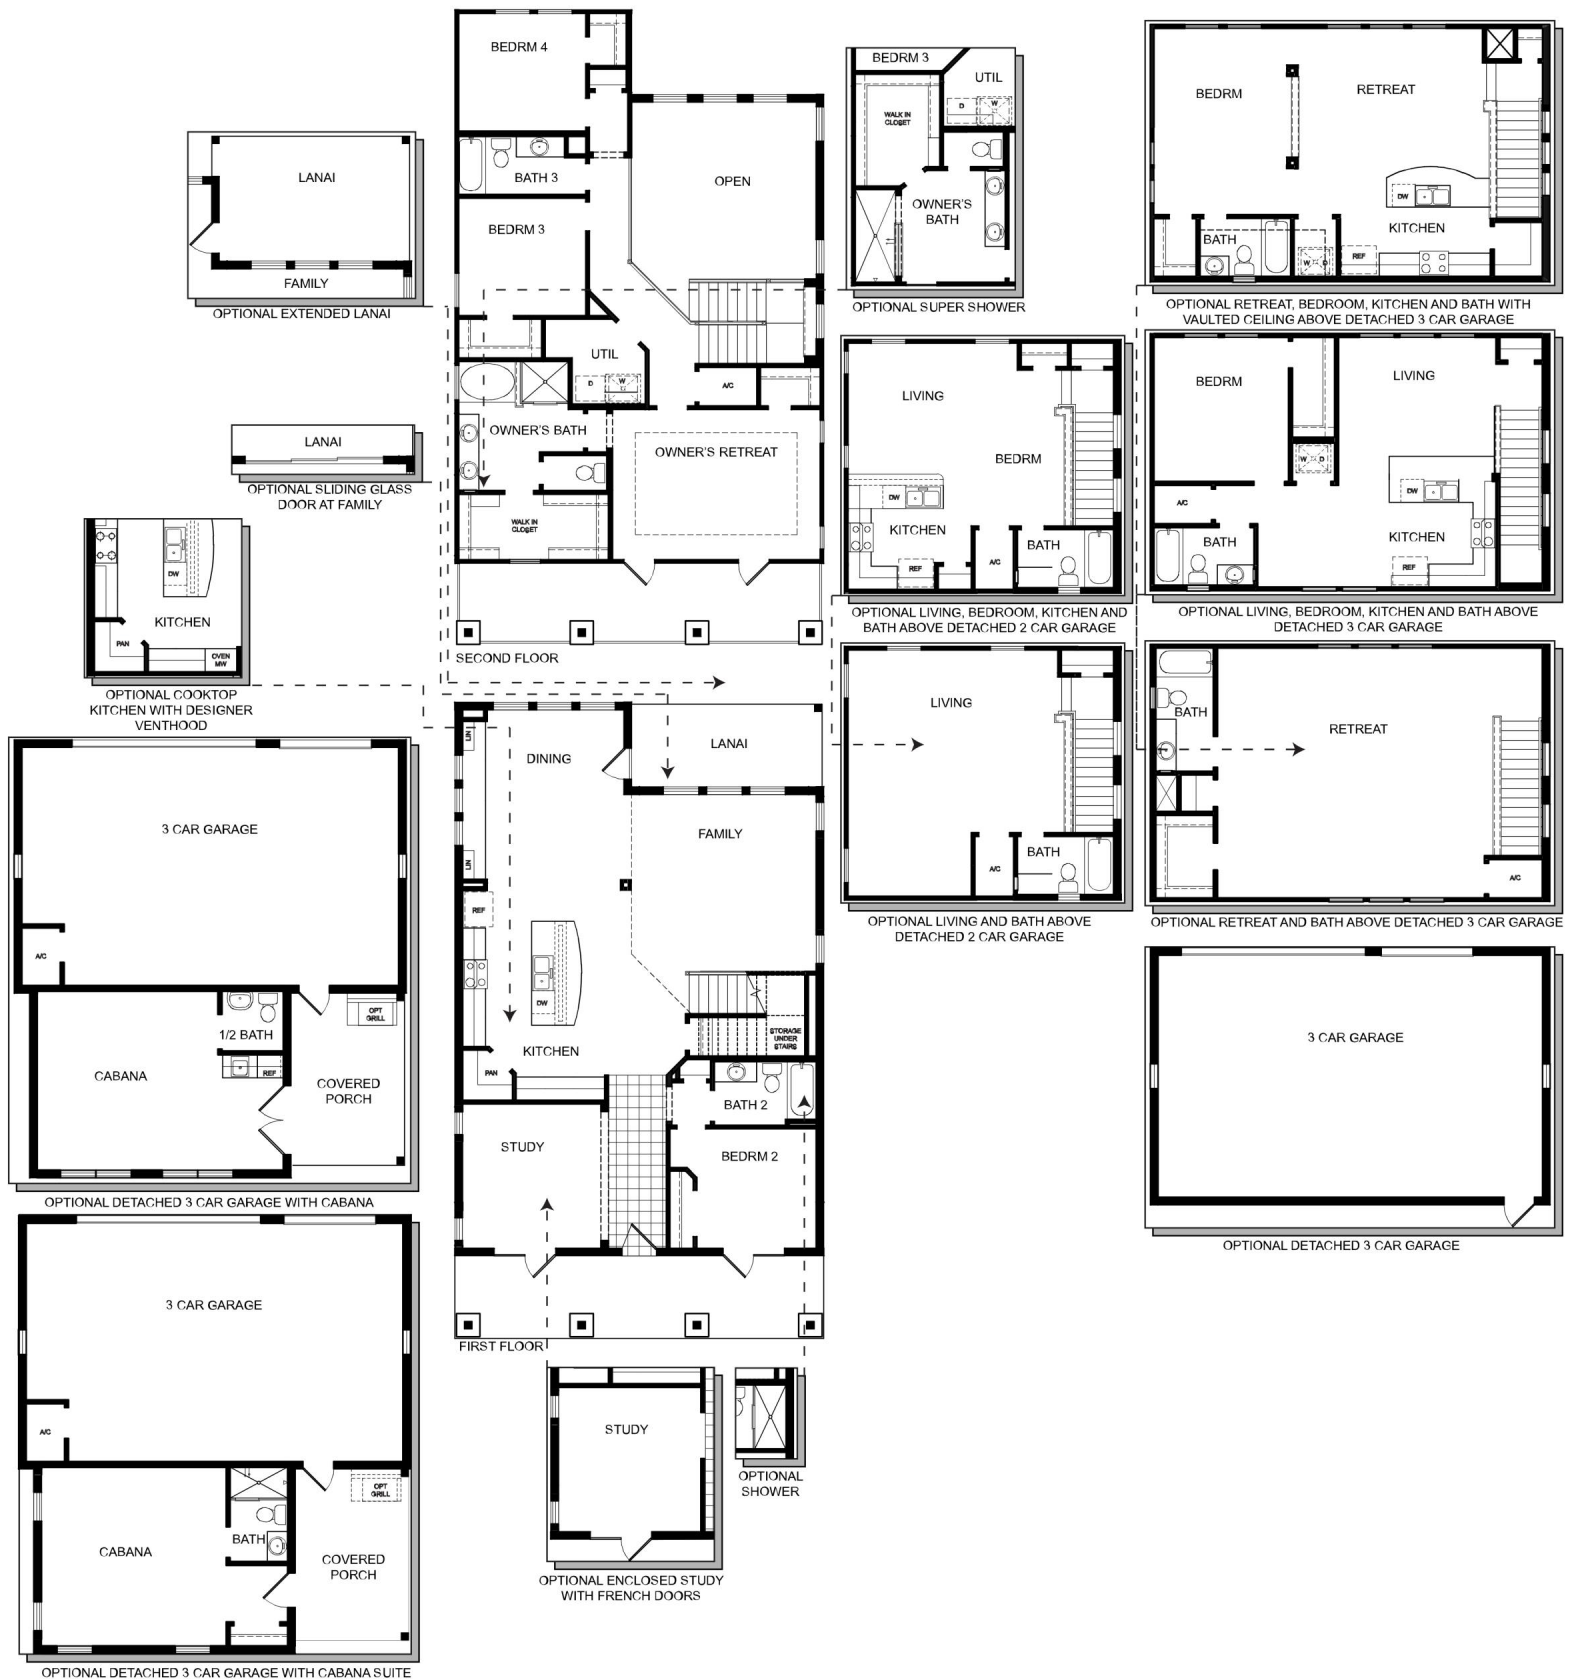 BEDRM 4
BATH 3
BEDRM 3
OPEN
UTIL
D
W
A/C
OWNER'S BATH
OWNER'S RETREAT
WALK IN
CLOSET
SECOND FLOOR
LANAI
FAMILY
OPTIONAL EXTENDED LANAI
LANAI
OPTIONAL SLIDING GLASS
DOOR AT FAMILY
DW
KITCHEN
PAN
OVEN
MW
OPTIONAL COOKTOP
KITCHEN WITH DESIGNER
VENTHOOD
BEDRM 3
UTIL
D
W
WALK IN
CLOSET
OWNER'S
BATH
OPTIONAL SUPER SHOWER
BEDRM
RETREAT
DW
KITCHEN
BATH
W
D
REF
OPTIONAL RETREAT, BEDROOM, KITCHEN AND BATH WITH
VAULTED CEILING ABOVE DETACHED 3 CAR GARAGE
LIVING
BEDRM
DW
KITCHEN
REF
A/C
BATH
OPTIONAL LIVING, BEDROOM, KITCHEN AND
BATH ABOVE DETACHED 2 CAR GARAGE
BEDRM
LIVING
W
D
DW
A/C
BATH
KITCHEN
REF
OPTIONAL LIVING, BEDROOM, KITCHEN AND BATH ABOVE
DETACHED 3 CAR GARAGE
LIVING
A/C
BATH
OPTIONAL LIVING AND BATH ABOVE
DETACHED 2 CAR GARAGE
BATH
RETREAT
A/C
OPTIONAL RETREAT AND BATH ABOVE DETACHED 3 CAR GARAGE
3 CAR GARAGE
OPTIONAL DETACHED 3 CAR GARAGE
LIN
DINING
LANAI
FAMILY
LIN
REF
DW
KITCHEN
PAN
STORAGE
UNDER
STAIRS
BATH 2
STUDY
BEDRM 2
FIRST FLOOR
3 CAR GARAGE
A/C
OPT
GRILL
1/2 BATH
REF
CABANA
COVERED
PORCH
OPTIONAL DETACHED 3 CAR GARAGE WITH CABANA
3 CAR GARAGE
A/C
OPT
GRILL
BATH
CABANA
COVERED
PORCH
OPTIONAL DETACHED 3 CAR GARAGE WITH CABANA SUITE
STUDY
OPTIONAL ENCLOSED STUDY
WITH FRENCH DOORS
OPTIONAL
SHOWER